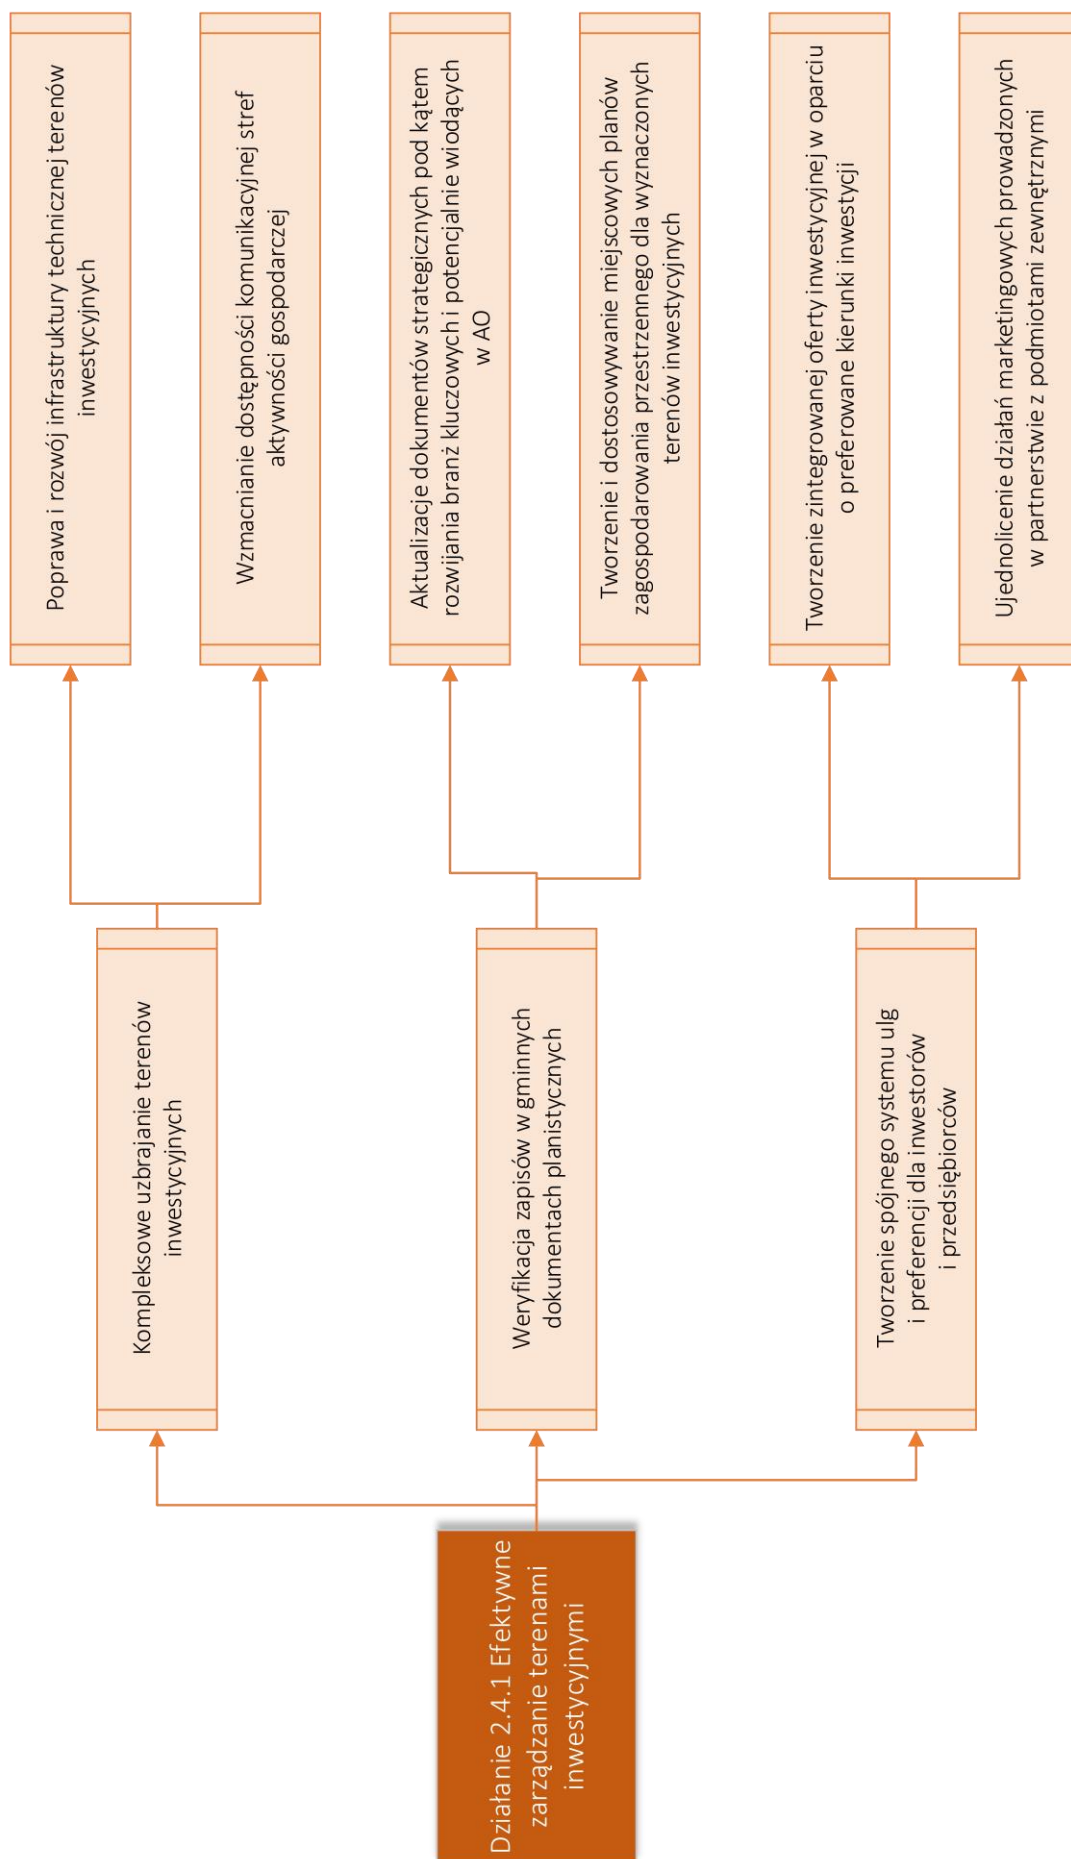 Działanie 2.4.1 Efektywne
zarządzanie terenami
inwestycyjnymi
Kompleksowe uzbrajanie terenów
inwestycyjnych
Poprawa i rozwój infrastruktury technicznej terenów
inwestycyjnych
Wzmacnianie dostępności komunikacyjnej stref
aktywności gospodarczej
Weryfikacja zapisów w gminnych
dokumentach planistycznych
Aktualizacje dokumentów strategicznych pod kątem
rozwijania branż kluczowych i potencjalnie wiodących
w AO
Tworzenie i dostosowywanie miejscowych planów
zagospodarowania przestrzennego dla wyznaczonych
terenów inwestycyjnych
Tworzenie spójnego systemu ulg
i preferencji dla inwestorów
i przedsiębiorców
Tworzenie zintegrowanej oferty inwestycyjnej w oparciu
o preferowane kierunki inwestycji
Ujednolicenie działań marketingowych prowadzonych
w partnerstwie z podmiotami zewnętrznymi